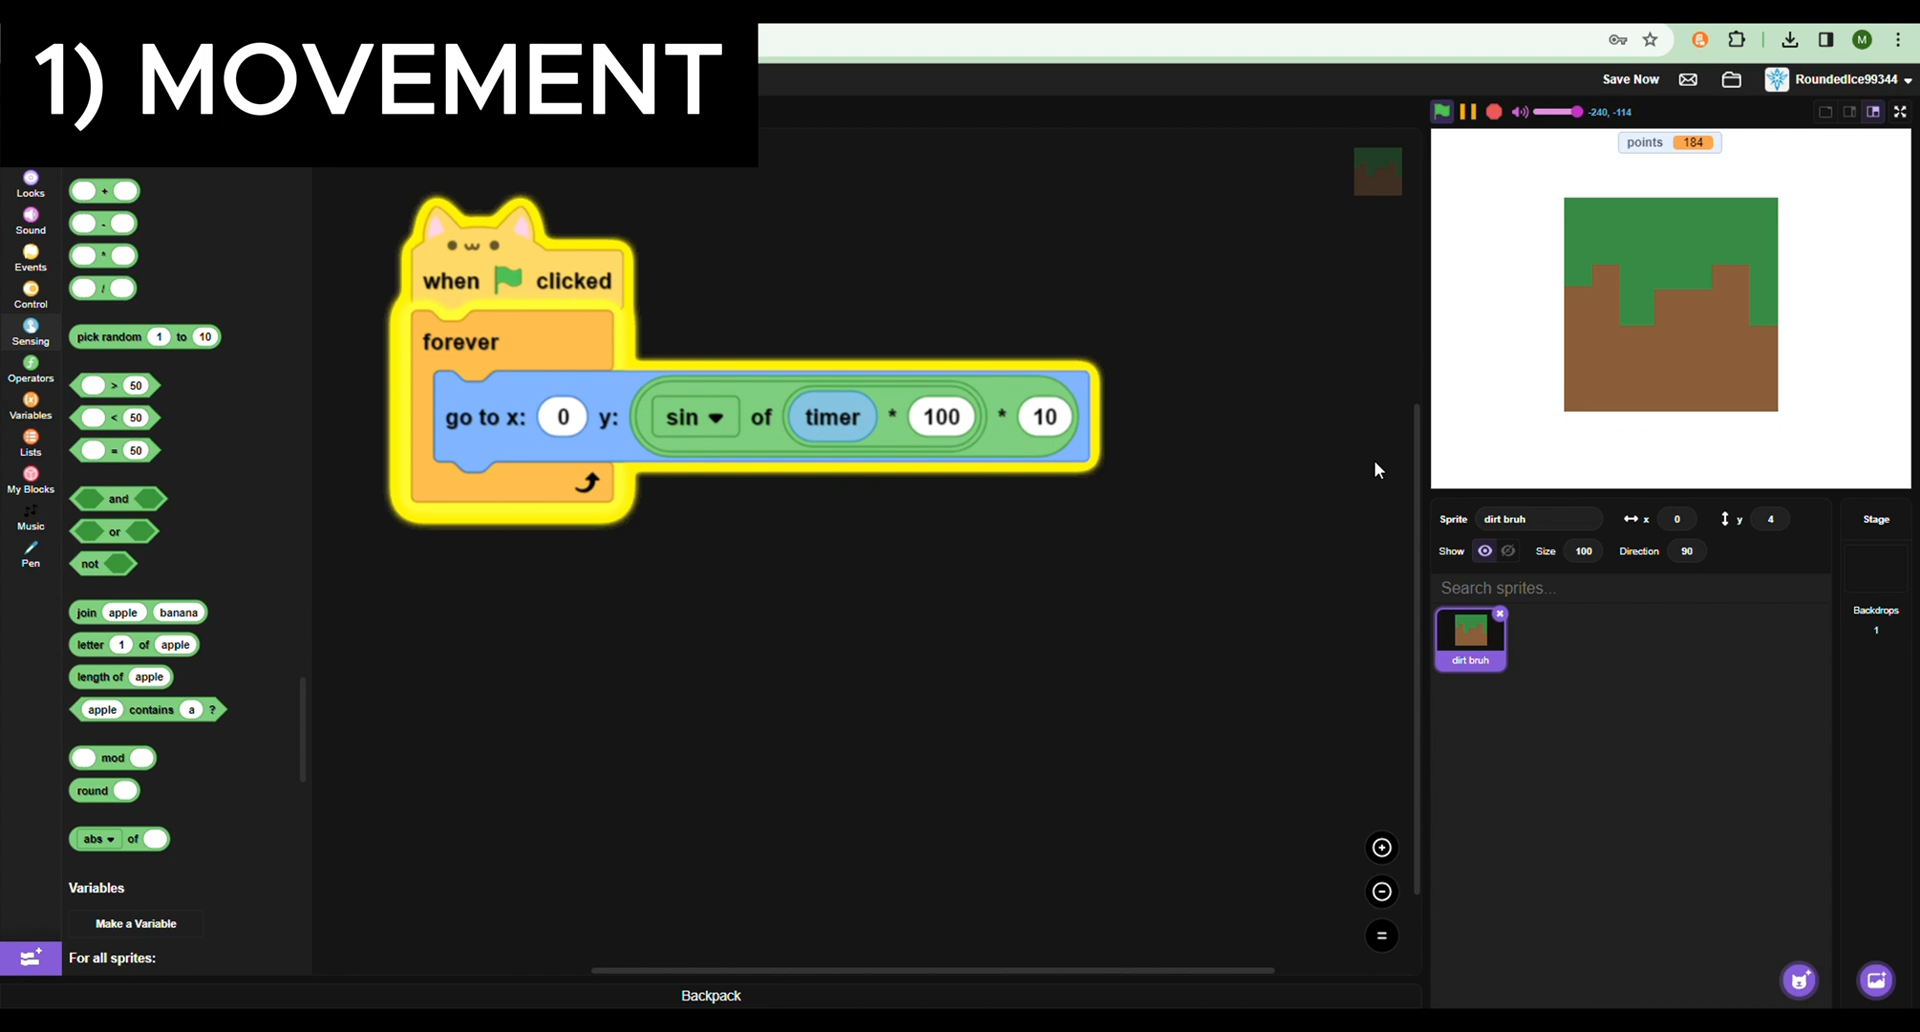 1) MOVEMENT
M
Save Now
RoundedIce99344
-240, -114
points 184
Looks
Sound
Events
Control
Sensing
Operators
Variables
Lists
My Blocks
Music
Pen
+
-
*
/
pick random 1 to 10
> 50
< 50
= 50
and
or
not
join apple banana
letter 1 of apple
length of apple
apple contains a ?
mod
round
abs of
Variables
Make a Variable
For all sprites:
when clicked
forever
go to x: 0 y: sin of timer * 100 * 10
Sprite dirt bruh x 0 y 4
Show Size 100 Direction 90
Search sprites...
dirt bruh
Stage
Backdrops
1
Backpack